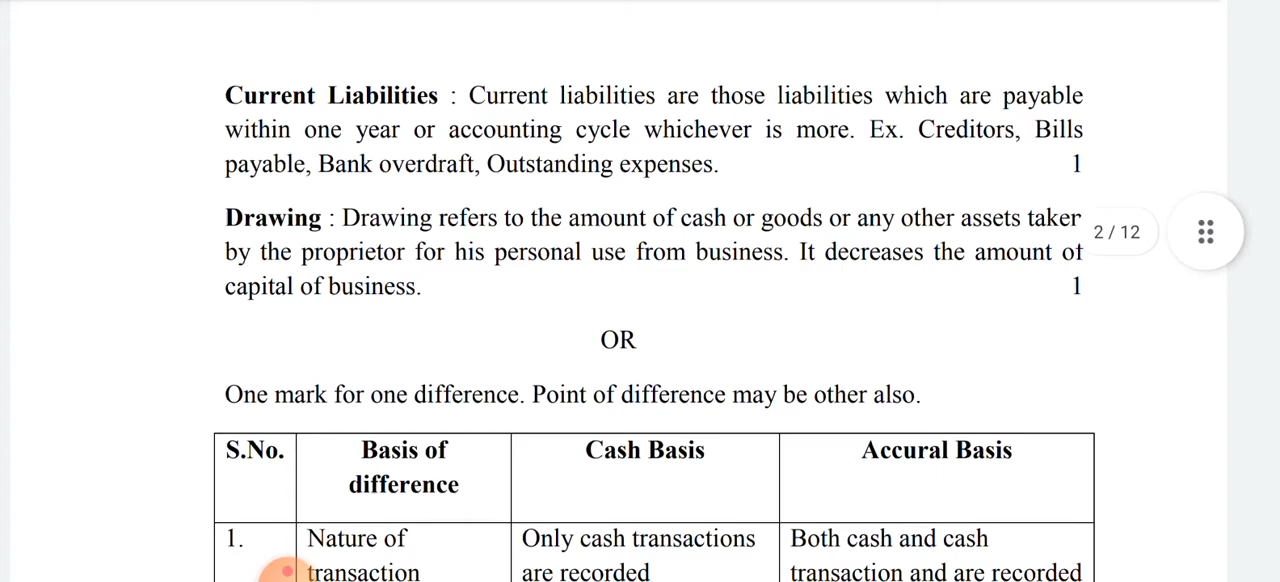 Current Liabilities : Current liabilities are those liabilities which are payable
within one year or accounting cycle whichever is more. Ex. Creditors, Bills
payable, Bank overdraft, Outstanding expenses. 1
Drawing : Drawing refers to the amount of cash or goods or any other assets taker
by the proprietor for his personal use from business. It decreases the amount of
capital of business. 1
2 / 12
OR
One mark for one difference. Point of difference may be other also.
S.No. Basis of Cash Basis Accural Basis
difference
1. Nature of Only cash transactions Both cash and cash
transaction are recorded transaction and are recorded